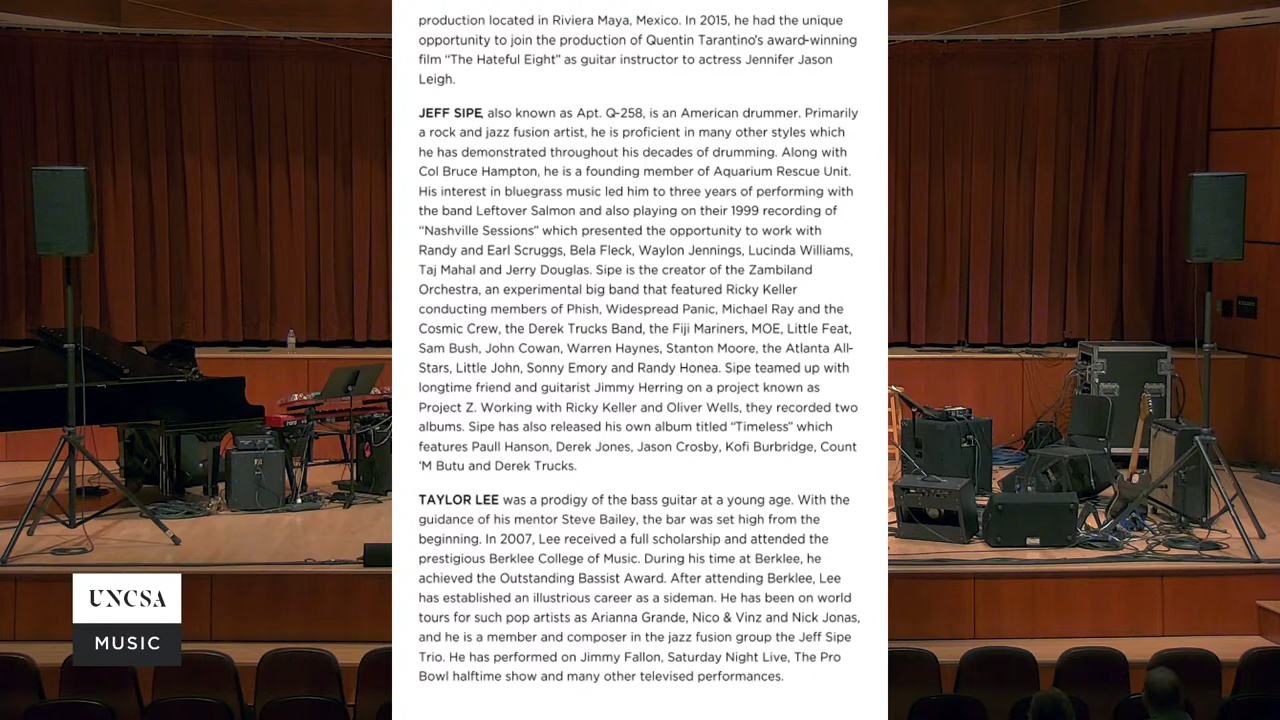 production located in Riviera Maya, Mexico. In 2015, he had the unique
opportunity to join the production of Quentin Tarantino's award-winning
film “The Hateful Eight” as guitar instructor to actress Jennifer Jason
Leigh.
JEFF SIPE, also known as Apt. Q-258, is an American drummer. Primarily
a rock and jazz fusion artist, he is proficient in many other styles which
he has demonstrated throughout his decades of drumming. Along with
Col Bruce Hampton, he is a founding member of Aquarium Rescue Unit.
His interest in bluegrass music led him to three years of performing with
the band Leftover Salmon and also playing on their 1999 recording of
“Nashville Sessions” which presented the opportunity to work with
Randy and Earl Scruggs, Bela Fleck, Waylon Jennings, Lucinda Williams,
Taj Mahal and Jerry Douglas. Sipe is the creator of the Zambiland
Orchestra, an experimental big band that featured Ricky Keller
conducting members of Phish, Widespread Panic, Michael Ray and the
Cosmic Crew, the Derek Trucks Band, the Fiji Mariners, MOE, Little Feat,
Sam Bush, John Cowan, Warren Haynes, Stanton Moore, the Atlanta All-
Stars, Little John, Sonny Emory and Randy Honea. Sipe teamed up with
longtime friend and guitarist Jimmy Herring on a project known as
Project Z. Working with Ricky Keller and Oliver Wells, they recorded two
albums. Sipe has also released his own album titled “Timeless” which
features Paull Hanson, Derek Jones, Jason Crosby, Kofi Burbridge, Count
'M Butu and Derek Trucks.
TAYLOR LEE was a prodigy of the bass guitar at a young age. With the
guidance of his mentor Steve Bailey, the bar was set high from the
beginning. In 2007, Lee received a full scholarship and attended the
prestigious Berklee College of Music. During his time at Berklee, he
achieved the Outstanding Bassist Award. After attending Berklee, Lee
has established an illustrious career as a sideman. He has been on world
tours for such pop artists as Arianna Grande, Nico & Vinz and Nick Jonas,
and he is a member and composer in the jazz fusion group the Jeff Sipe
Trio. He has performed on Jimmy Fallon, Saturday Night Live, The Pro
Bowl halftime show and many other televised performances.
UNCSA
MUSIC